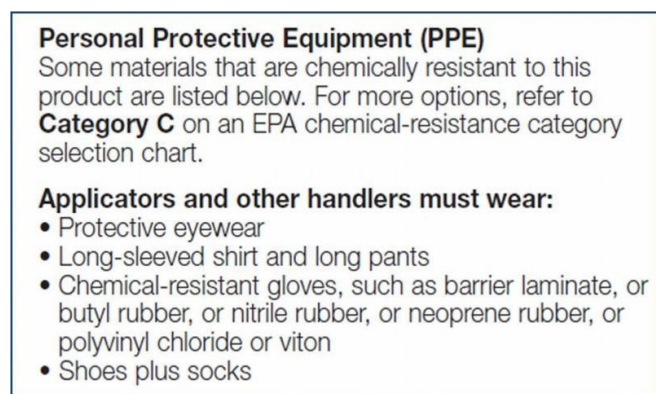 Personal Protective Equipment (PPE)
Some materials that are chemically resistant to this
product are listed below. For more options, refer to
Category C on an EPA chemical-resistance category
selection chart.
Applicators and other handlers must wear:
• Protective eyewear
• Long-sleeved shirt and long pants
• Chemical-resistant gloves, such as barrier laminate, or
butyl rubber, or nitrile rubber, or neoprene rubber, or
polyvinyl chloride or viton
• Shoes plus socks